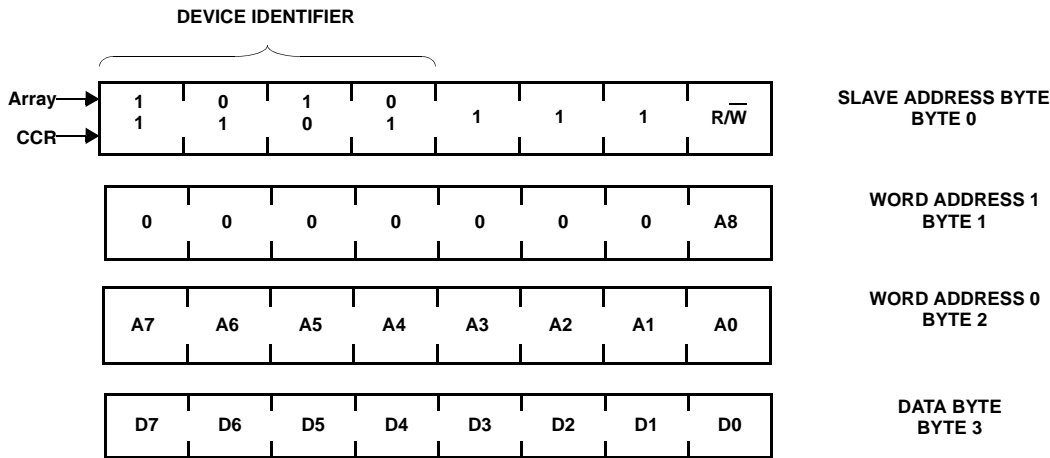 DEVICE IDENTIFIER
Array 1 0 1 0
CCR 1 1 0 1
1 1 1 R/W̅
SLAVE ADDRESS BYTE
BYTE 0
0 0 0 0 0 0 0 A8
WORD ADDRESS 1
BYTE 1
A7 A6 A5 A4 A3 A2 A1 A0
WORD ADDRESS 0
BYTE 2
D7 D6 D5 D4 D3 D2 D1 D0
DATA BYTE
BYTE 3